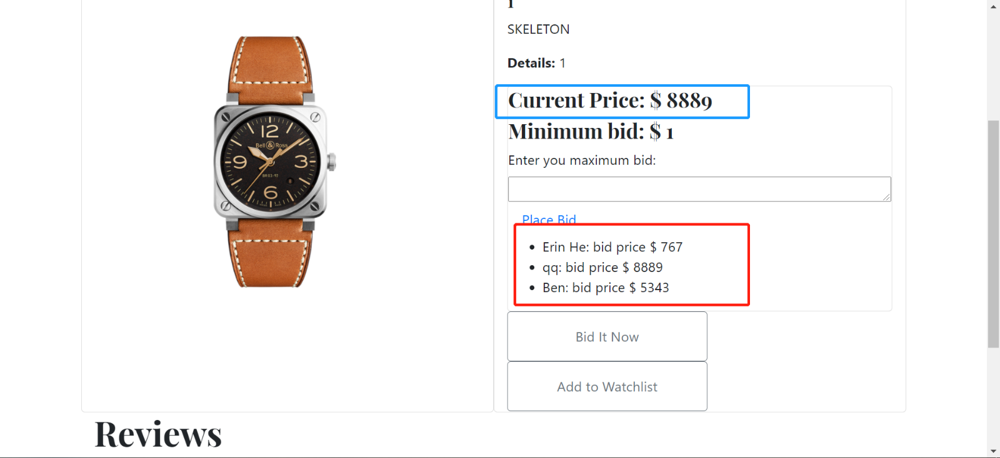 SKELETON
Details: 1
Current Price: $ 8889
Minimum bid: $ 1
Enter you maximum bid:
Place Bid
Erin He: bid price $ 767
qq: bid price $ 8889
Ben: bid price $ 5343
Bid It Now
Add to Watchlist
12
Bell & Ross
9
3
BR 03-92
8
6
Reviews